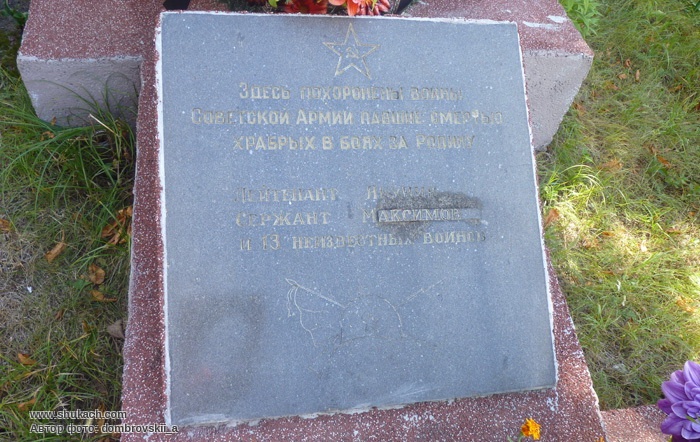 Здесь похоронены воины
Советской Армии павшие смертью
храбрых в боях за Родину
Лейтенант
сержант Максимов
и 13 неизвестных воинов
www.shukach.com
Автор фото: dombrovskii_a